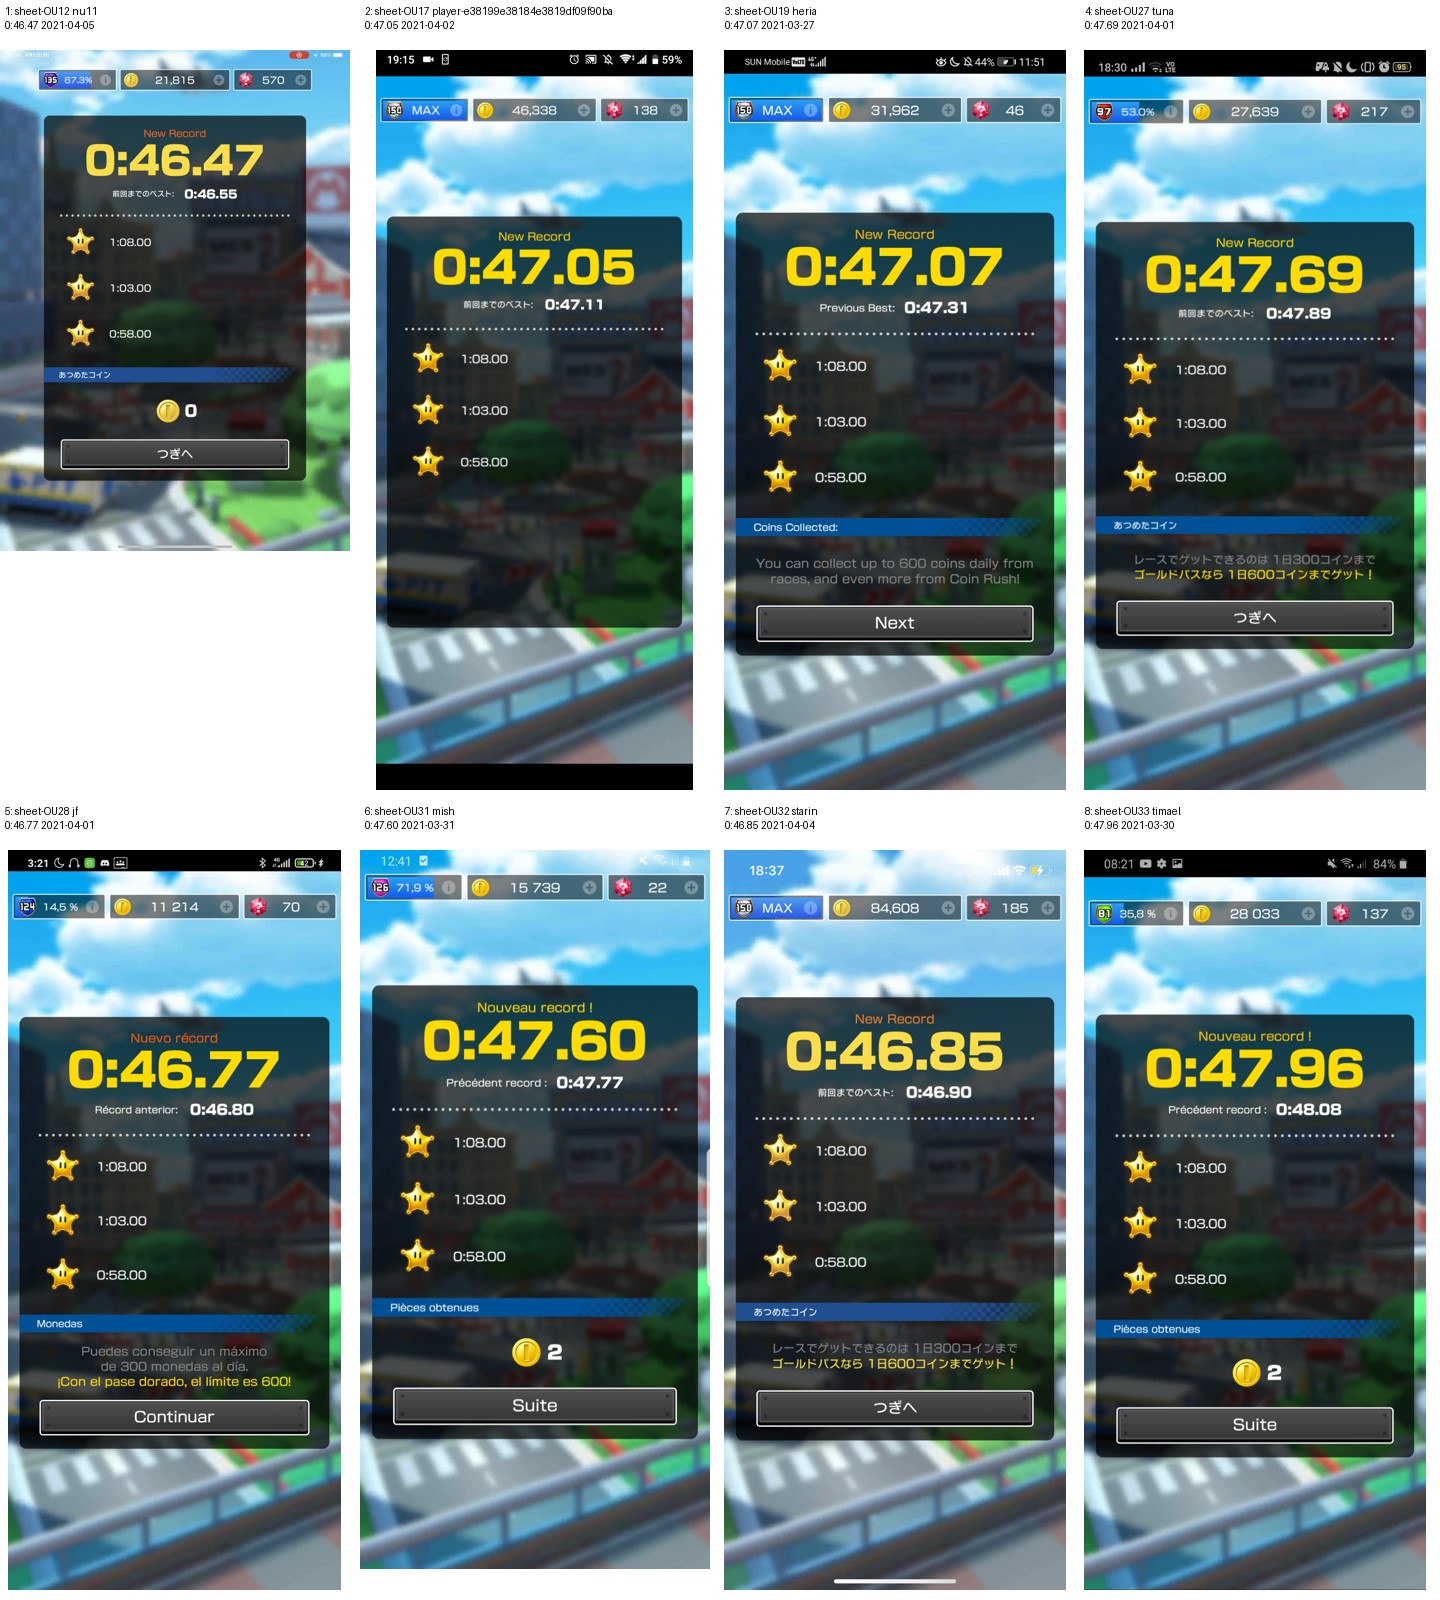 1: sheet-OU12 nu11
0:46.47 2021-04-05
67.3%
21,815
570
135
New Record
0:46.47
前回までのベスト: 0:46.55
1:08.00
1:03.00
0:58.00
あつめたコイン
0
つぎへ
2: sheet-OU17 player-e38199e38184e3819df09f90ba
0:47.05 2021-04-02
19:15
59%
150
MAX
46,338
138
New Record
0:47.05
前回までのベスト: 0:47.11
1:08.00
1:03.00
0:58.00
3: sheet-OU19 heria
0:47.07 2021-03-27
SUN Mobile
44%
11:51
150
MAX
31,962
46
New Record
0:47.07
Previous Best: 0:47.31
1:08.00
1:03.00
0:58.00
Coins Collected:
You can collect up to 600 coins daily from
races, and even more from Coin Rush!
Next
4: sheet-OU27 tuna
0:47.69 2021-04-01
18:30
VO
LTE
95
97
53.0%
27,639
217
New Record
0:47.69
前回までのベスト: 0:47.89
1:08.00
1:03.00
0:58.00
あつめたコイン
レースでゲットできるのは 1日300コインまで
ゴールドパスなら 1日600コインまでゲット！
つぎへ
5: sheet-OU28 jf
0:46.77 2021-04-01
3:21
42
124
14,5 %
11 214
70
Nuevo récord
0:46.77
Récord anterior: 0:46.80
1:08.00
1:03.00
0:58.00
Monedas
Puedes conseguir un máximo
de 300 monedas al día.
¡Con el pase dorado, el límite es 600!
Continuar
6: sheet-OU31 mish
0:47.60 2021-03-31
12:41
126
71,9 %
15 739
22
Nouveau record !
0:47.60
Précédent record : 0:47.77
1:08.00
1:03.00
0:58.00
Pièces obtenues
2
Suite
7: sheet-OU32 starin
0:46.85 2021-04-04
18:37
150
MAX
84,608
185
New Record
0:46.85
前回までのベスト: 0:46.90
1:08.00
1:03.00
0:58.00
あつめたコイン
レースでゲットできるのは 1日300コインまで
ゴールドパスなら 1日600コインまでゲット！
つぎへ
8: sheet-OU33 timael
0:47.96 2021-03-30
08:21
84%
81
35,8 %
28 033
137
Nouveau record !
0:47.96
Précédent record : 0:48.08
1:08.00
1:03.00
0:58.00
Pièces obtenues
2
Suite